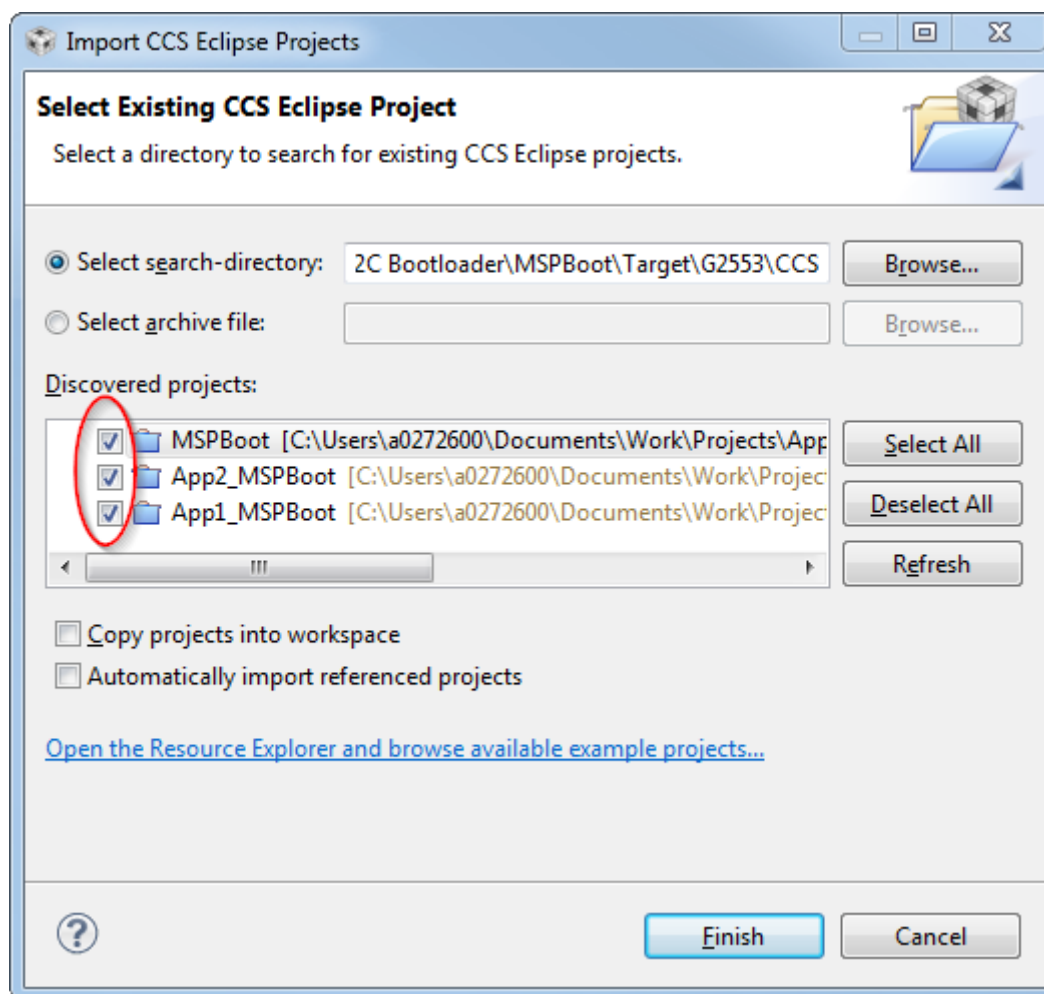 Import CCS Eclipse Projects
Select Existing CCS Eclipse Project
Select a directory to search for existing CCS Eclipse projects.
Select search-directory: 2C Bootloader\MSPBoot\Target\G2553\CCS Browse...
Select archive file: Browse...
Discovered projects:
MSPBoot [C:\Users\a0272600\Documents\Work\Projects\App
App2_MSPBoot [C:\Users\a0272600\Documents\Work\Projec
App1_MSPBoot [C:\Users\a0272600\Documents\Work\Projec
Select All
Deselect All
Refresh
Copy projects into workspace
Automatically import referenced projects
Open the Resource Explorer and browse available example projects...
Finish Cancel